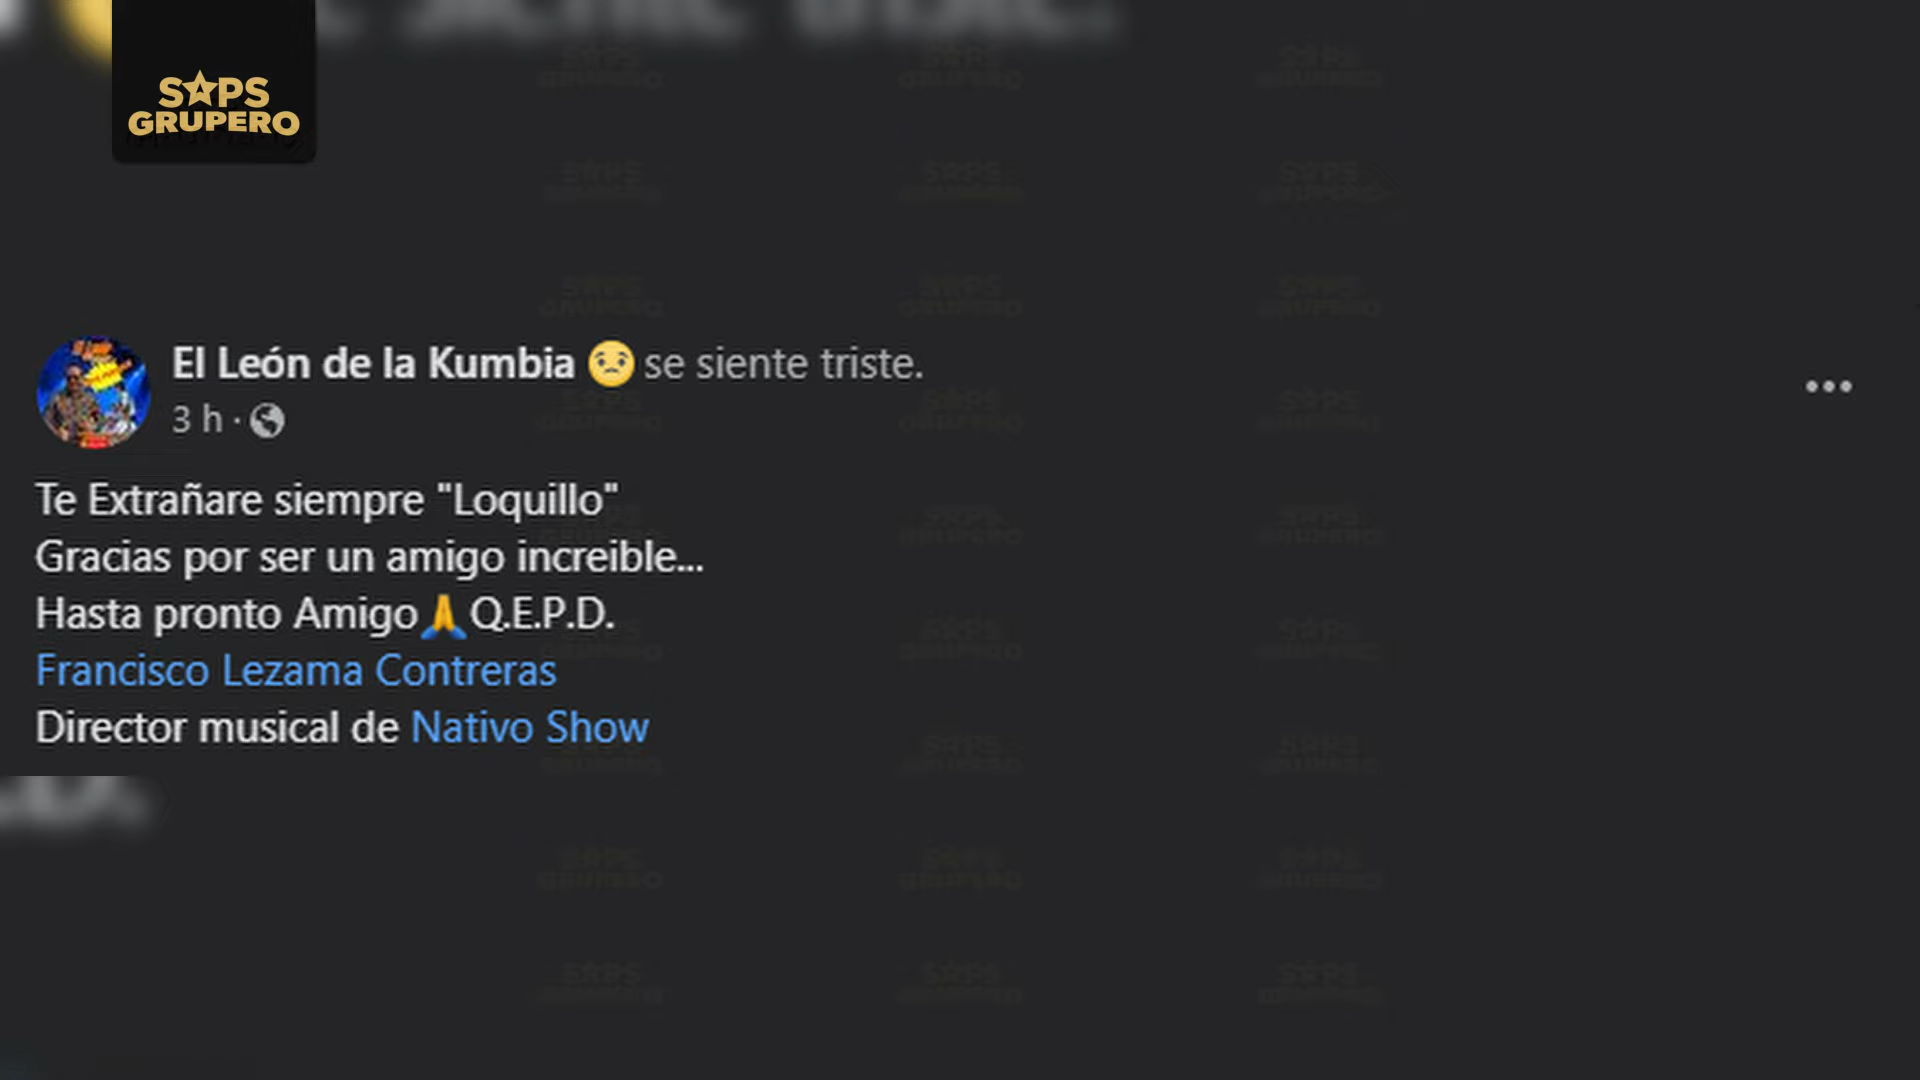 SAPS
GRUPERO
El León de la Kumbia 😟 se siente triste.
3 h ·
Te Extrañare siempre "Loquillo"
Gracias por ser un amigo increible...
Hasta pronto Amigo🙏Q.E.P.D.
Francisco Lezama Contreras
Director musical de Nativo Show